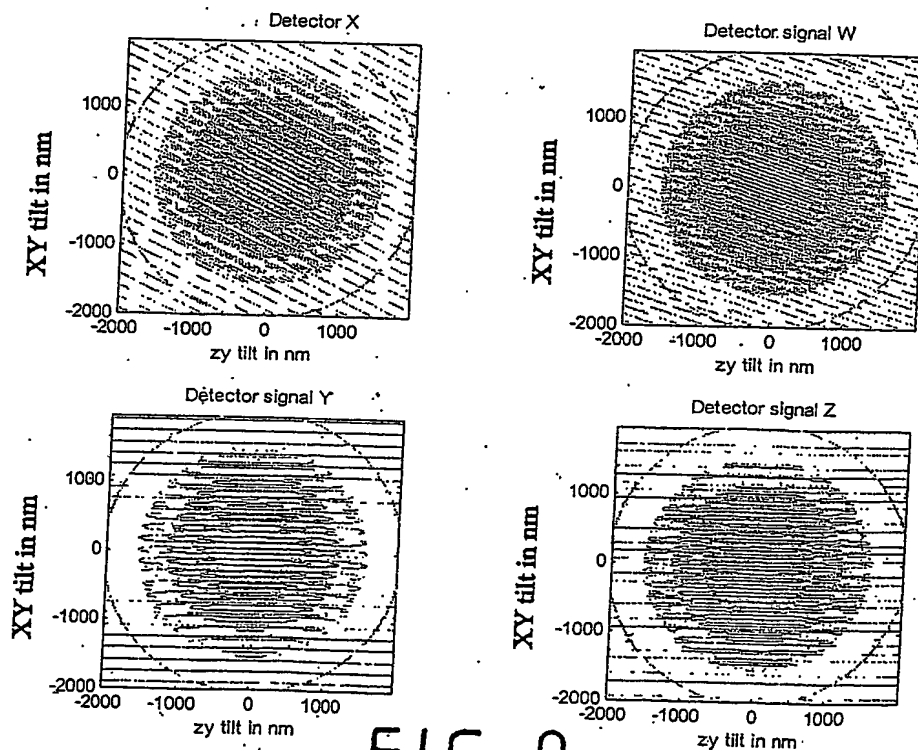 Detector X
XY tilt in nm
1000
0
-1000
-2000
-2000 -1000 0 1000
zy tilt in nm
Detector signal W
XY tilt in nm
1000
0
-1000
-2000
-2000 -1000 0 1000
zy tilt in nm
Detector signal Y
XY tilt in nm
1000
0
-1000
-2000
-2000 -1000 0 1000
zy tilt in nm
Detector signal Z
XY tilt in nm
1000
0
-1000
-2000
-2000 -1000 0 1000
zy tilt in nm